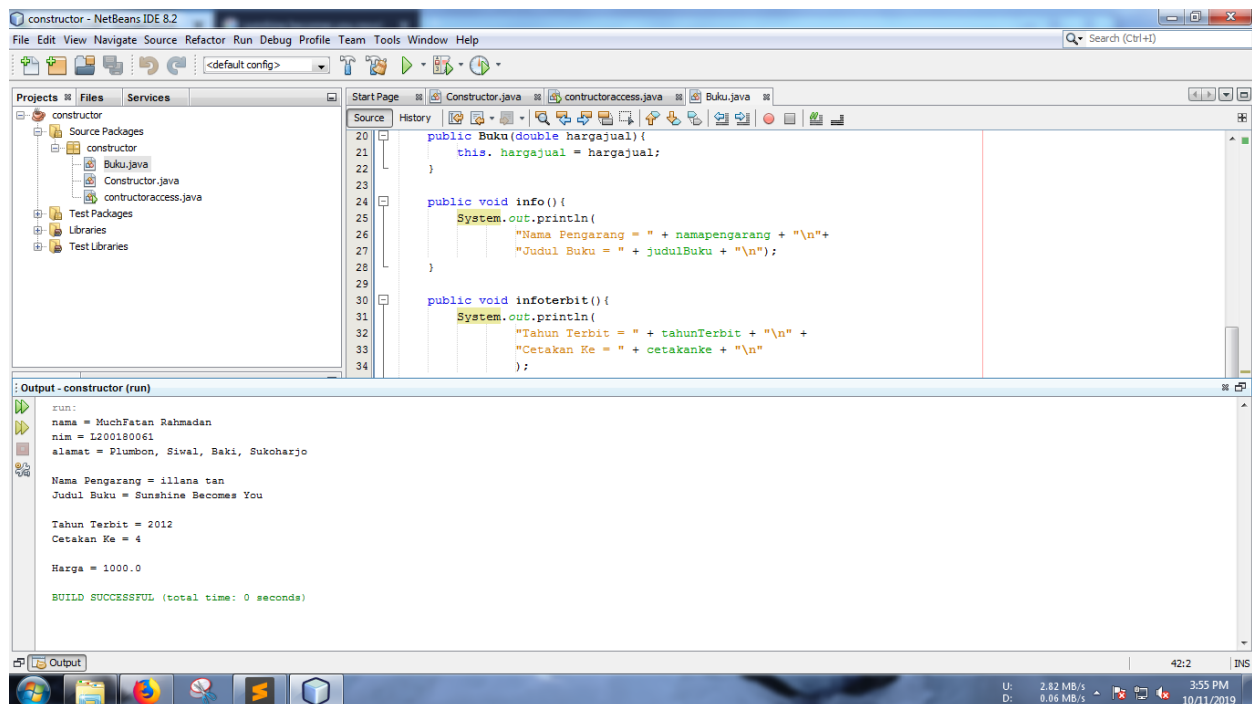 constructor - NetBeans IDE 8.2
File Edit View Navigate Source Refactor Run Debug Profile Team Tools Window Help
Search (Ctrl+I)
<default config>
Projects Files Services
Start Page Constructor.java contructoraccess.java Buku.java
constructor
Source Packages
constructor
Buku.java
Constructor.java
contructoraccess.java
Test Packages
Libraries
Test Libraries
Source History
20 public Buku(double hargajual){
21 this. hargajual = hargajual;
22 }
23
24 public void info(){
25 System.out.println(
26 "Nama Pengarang = " + namapengarang + "\n"+
27 "Judul Buku = " + judulBuku + "\n");
28 }
29
30 public void infoterbit(){
31 System.out.println(
32 "Tahun Terbit = " + tahunTerbit + "\n" +
33 "Cetakan Ke = " + cetakanke + "\n"
34 );
Output - constructor (run)
run:
nama = MuchFatan Rahmadan
nim = L200180061
alamat = Plumbon, Siwal, Baki, Sukoharjo
Nama Pengarang = illana tan
Judul Buku = Sunshine Becomes You
Tahun Terbit = 2012
Cetakan Ke = 4
Harga = 1000.0
BUILD SUCCESSFUL (total time: 0 seconds)
Output
42:2 INS
U: 2.82 MB/s
D: 0.06 MB/s
3:55 PM
10/11/2019